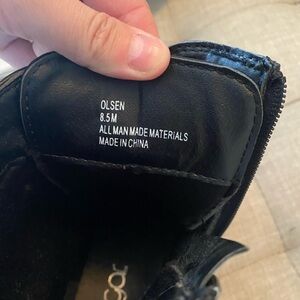 OLSEN
8.5 M
ALL MAN MADE MATERIALS
MADE IN CHINA